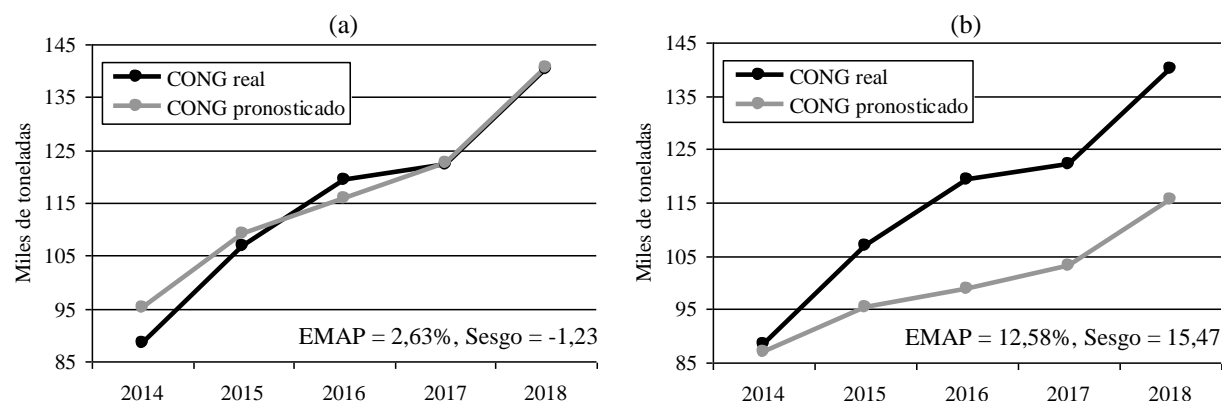 (a)
Miles de toneladas
145
135
125
115
105
95
85
CONG real
CONG pronosticado
EMAP = 2,63%, Sesgo = -1,23
2014 2015 2016 2017 2018
(b)
Miles de toneladas
145
135
125
115
105
95
85
CONG real
CONG pronosticado
EMAP = 12,58%, Sesgo = 15,47
2014 2015 2016 2017 2018